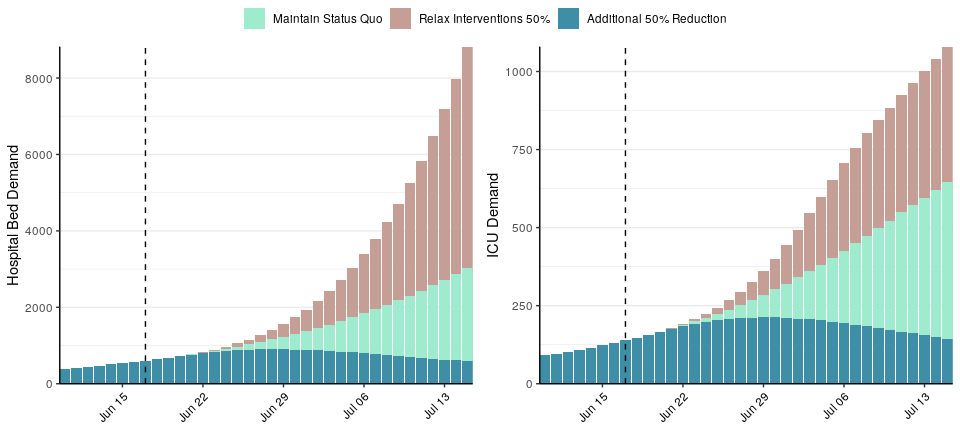 Maintain Status Quo Relax Interventions 50% Additional 50% Reduction
Hospital Bed Demand
8000
6000
4000
2000
0
Jun 15 Jun 22 Jun 29 Jul 06 Jul 13
ICU Demand
1000
750
500
250
0
Jun 15 Jun 22 Jun 29 Jul 06 Jul 13